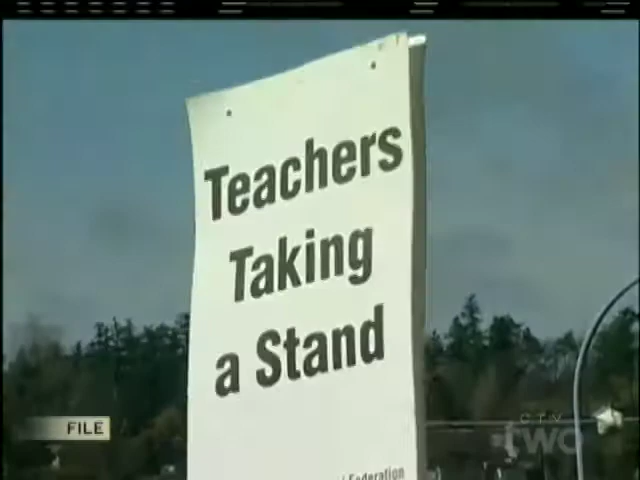 Teachers
Taking
a Stand
Federation
FILE
CTV
TWO